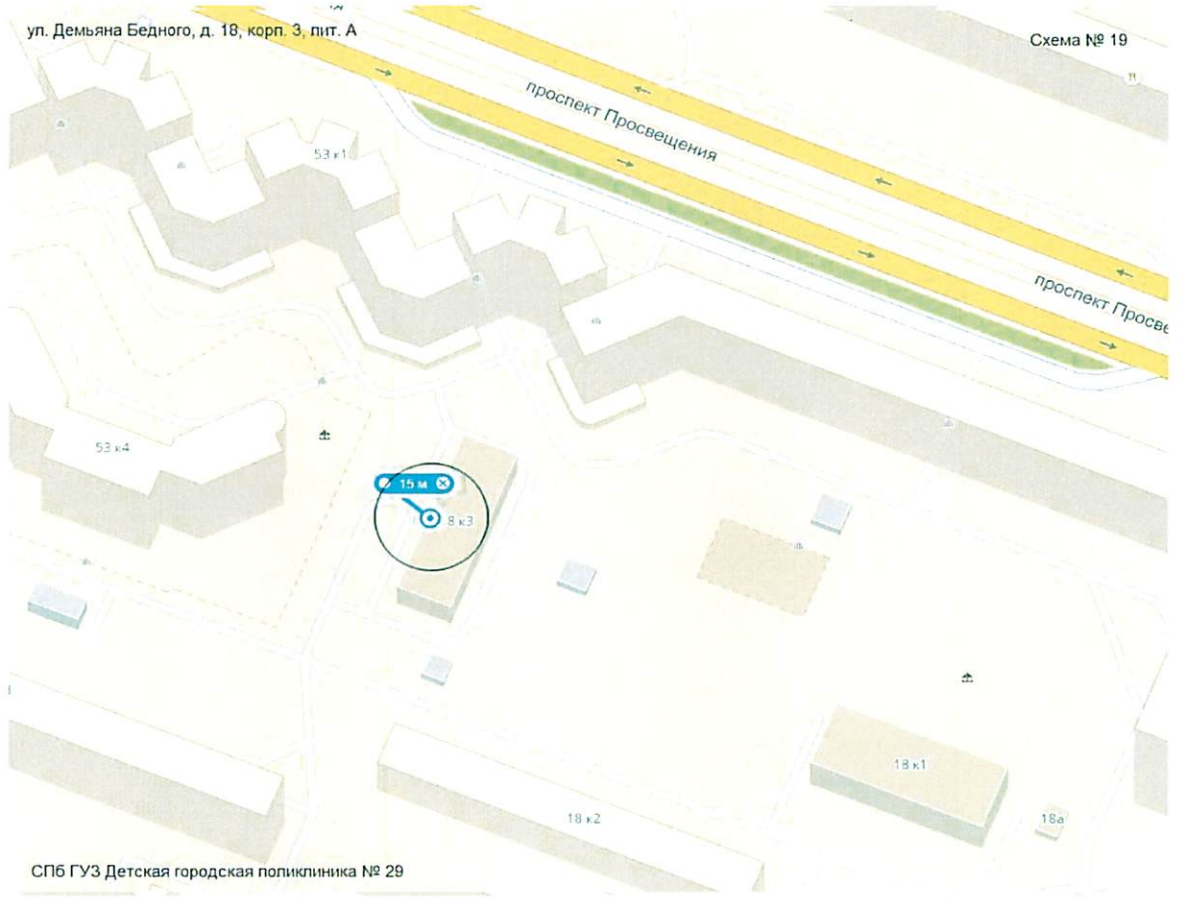 ул. Демьяна Бедного, д. 18, корп. 3, лит. А
Схема № 19
проспект Просвещения
53 к1
проспект Просве
53 к4
15 м
8 к3
18 к1
18 к2
18а
СПб ГУЗ Детская городская поликлиника № 29